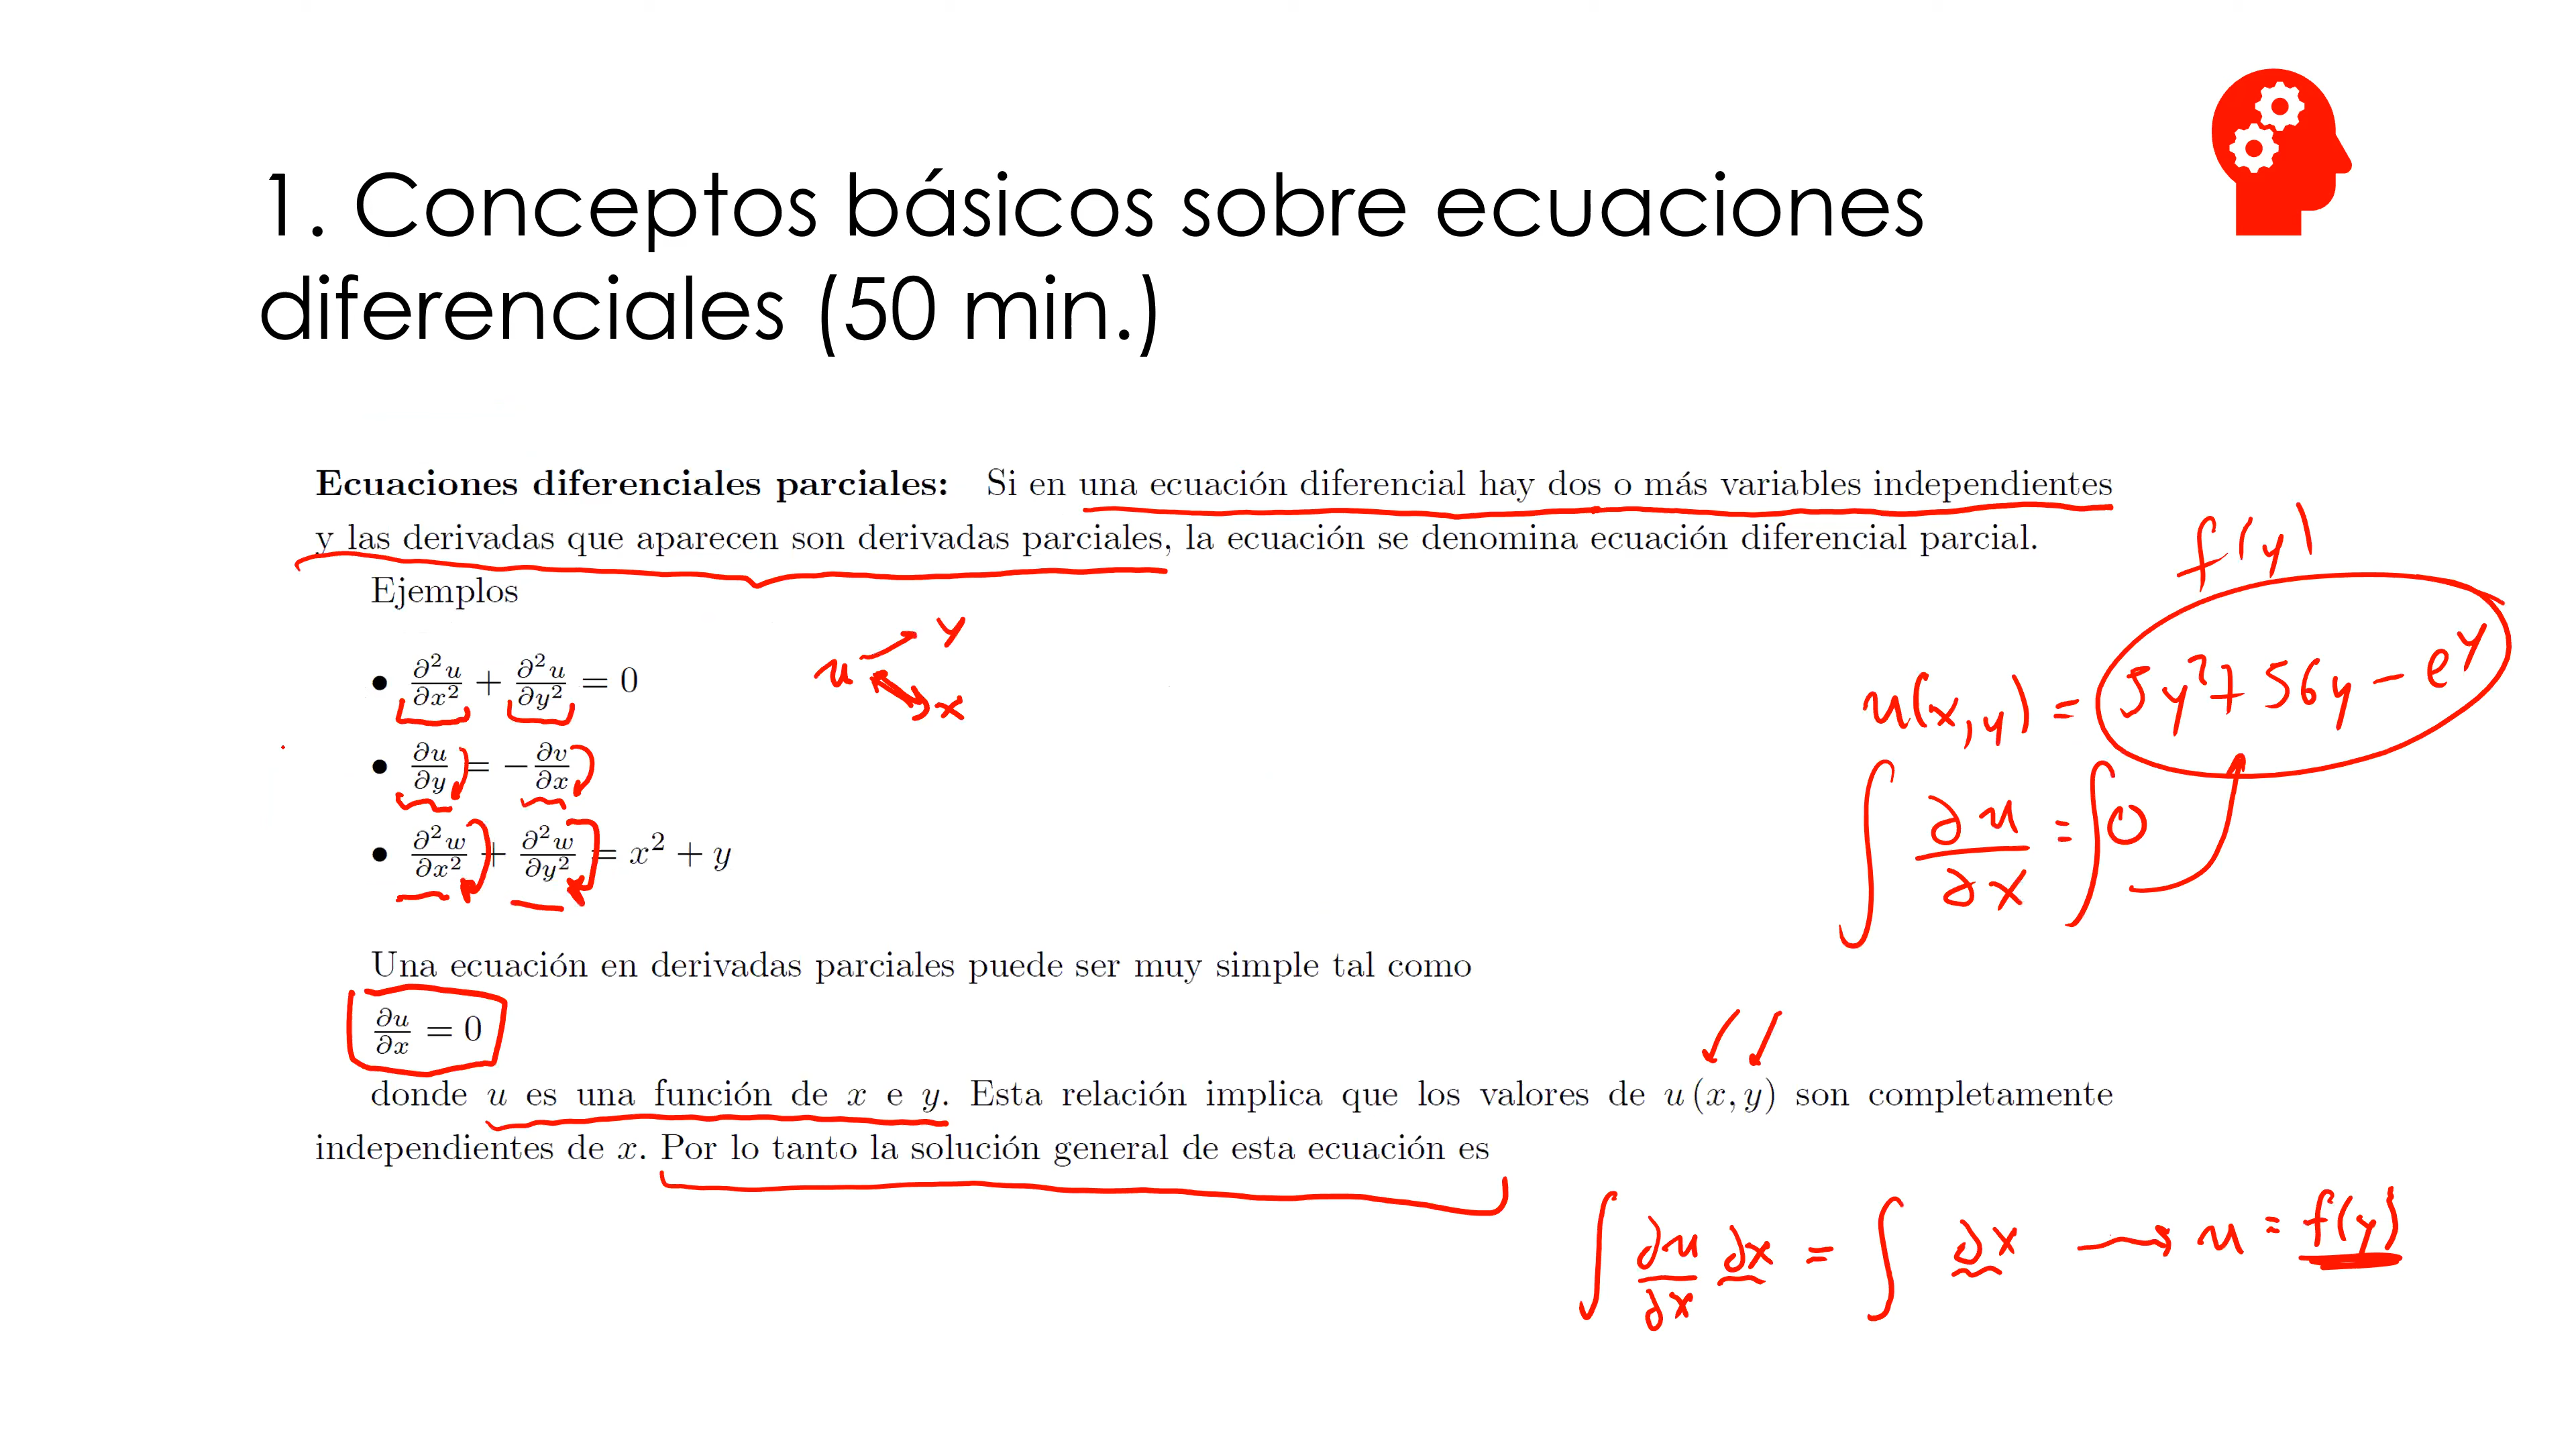 1. Conceptos básicos sobre ecuaciones
diferenciales (50 min.)
Ecuaciones diferenciales parciales: Si en una ecuación diferencial hay dos o más variables independientes
y las derivadas que aparecen son derivadas parciales, la ecuación se denomina ecuación diferencial parcial.
f(y)
Ejemplos
∂²u/∂x² + ∂²u/∂y² = 0
u y x
u(x,y) = 5y² + 56y − e^y
• ∂u/∂y = −∂v/∂x
∫ ∂u/∂x = ∫ 0
• ∂²w/∂x² + ∂²w/∂y² = x² + y
Una ecuación en derivadas parciales puede ser muy simple tal como
∂u/∂x = 0
donde u es una función de x e y. Esta relación implica que los valores de u (x, y) son completamente
independientes de x. Por lo tanto la solución general de esta ecuación es
∫ ∂u/∂x ∂x = ∫ ∂x → u = f(y)